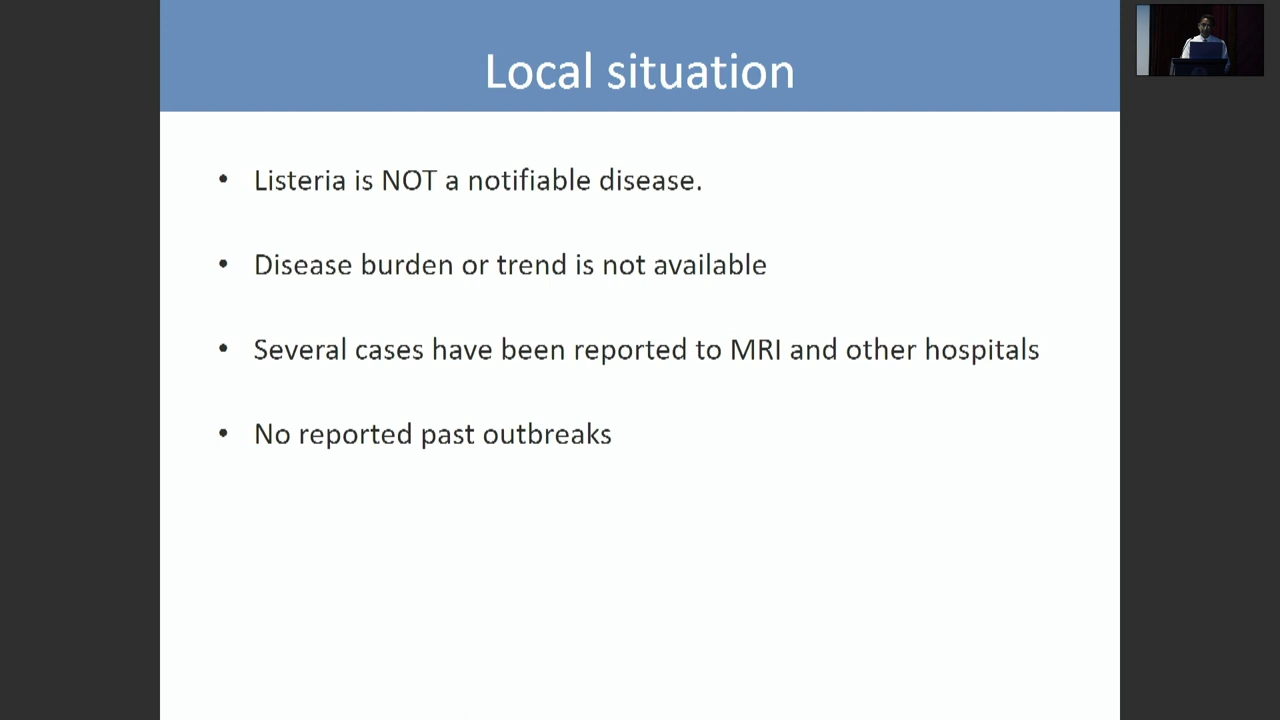 Local situation
• Listeria is NOT a notifiable disease.
• Disease burden or trend is not available
• Several cases have been reported to MRI and other hospitals
• No reported past outbreaks